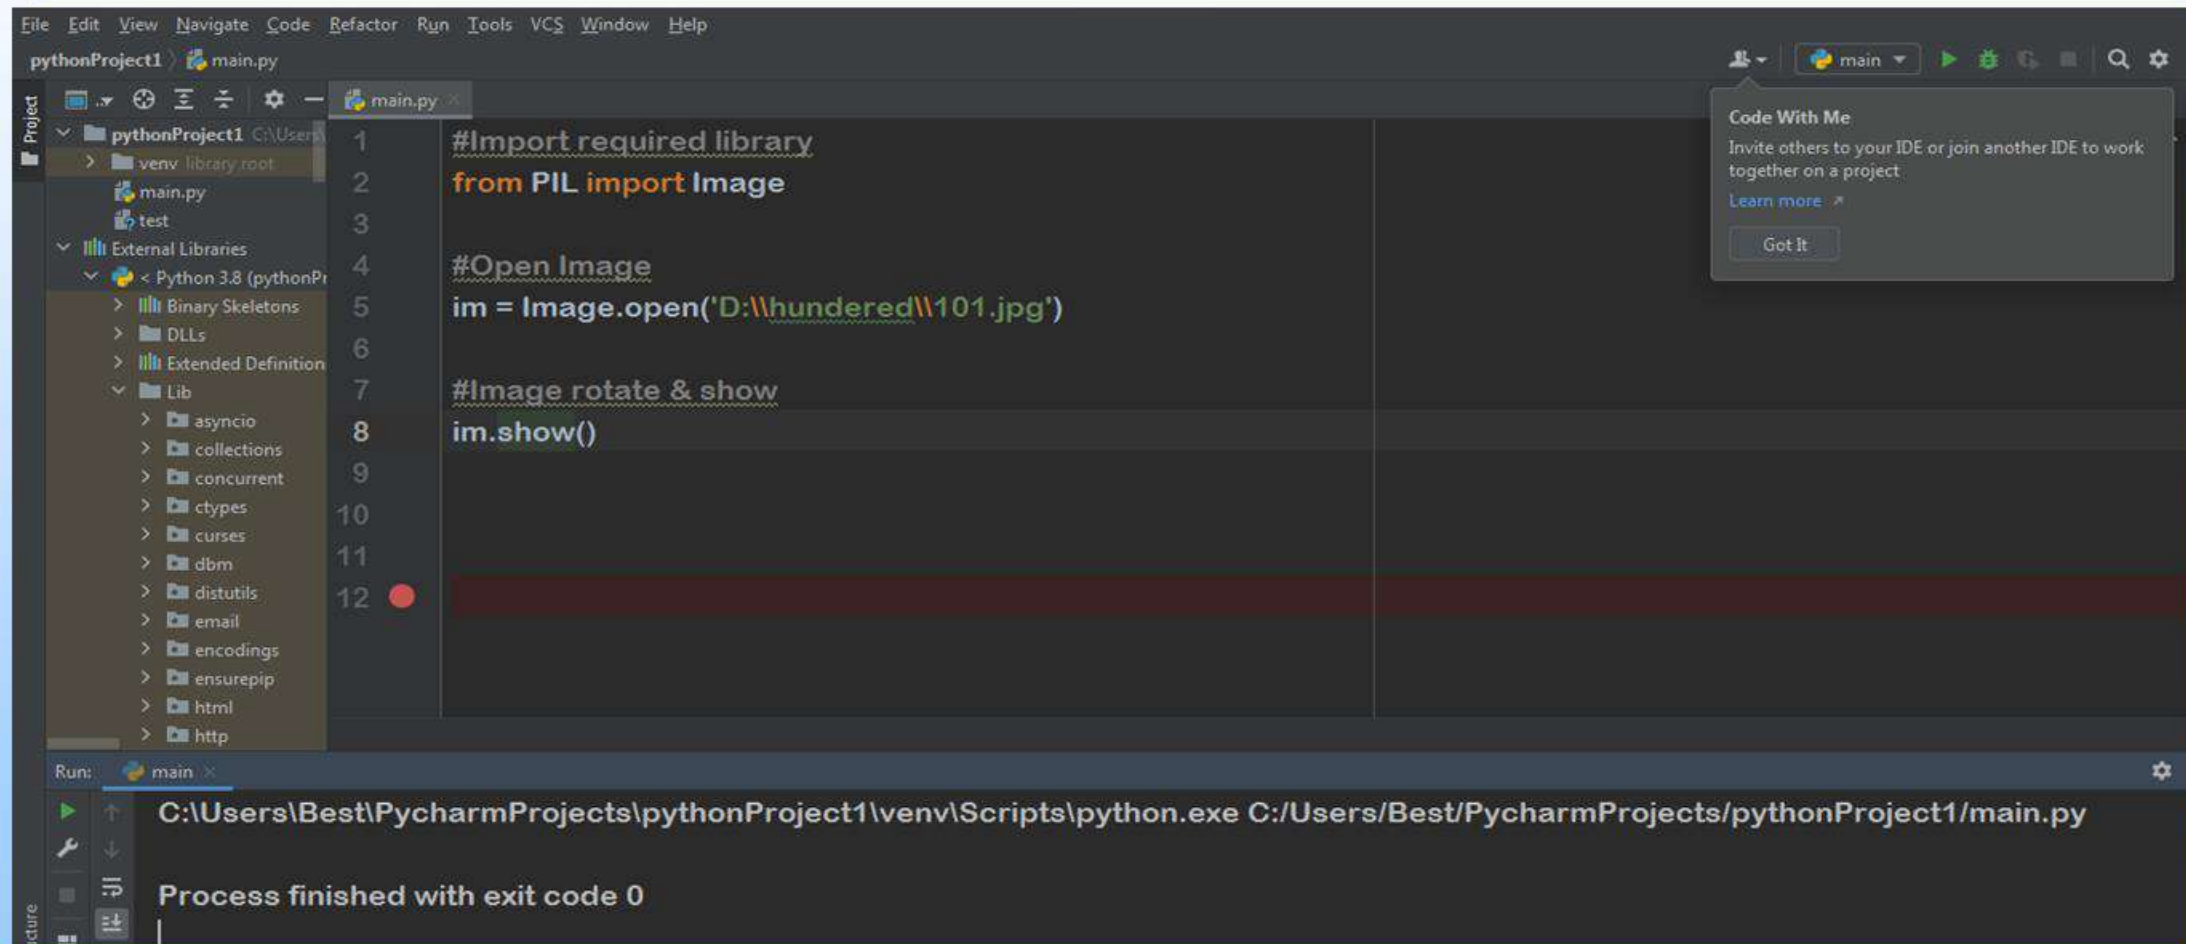 File Edit View Navigate Code Refactor Run Tools VCS Window Help
pythonProject1 main.py
main
Project
main.py
pythonProject1 C:\Users\
venv library root
main.py
test
External Libraries
< Python 3.8 (pythonPr
Binary Skeletons
DLLs
Extended Definition
Lib
asyncio
collections
concurrent
ctypes
curses
dbm
distutils
email
encodings
ensurepip
html
http
1 #Import required library
2 from PIL import Image
3
4 #Open Image
5 im = Image.open('D:\\hundered\\101.jpg')
6
7 #Image rotate & show
8 im.show()
9
10
11
12
Code With Me
Invite others to your IDE or join another IDE to work
together on a project
Learn more
Got It
Run: main
C:\Users\Best\PycharmProjects\pythonProject1\venv\Scripts\python.exe C:/Users/Best/PycharmProjects/pythonProject1/main.py
Process finished with exit code 0